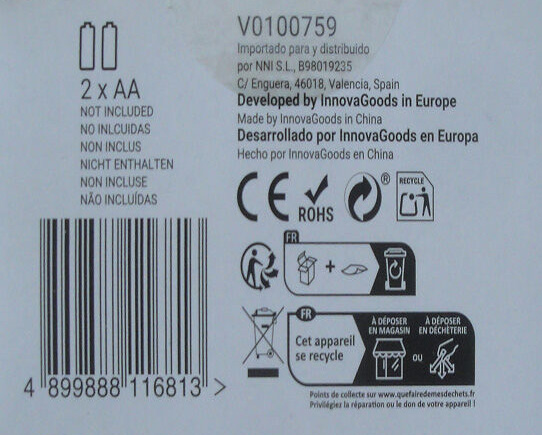 2 x AA
NOT INCLUDED
NO INLCUIDAS
NON INCLUS
NICHT ENTHALTEN
NON INCLUSE
NÃO INCLUÍDAS
V0100759
Importado para y distribuido
por NNI S.L., B98019235
C/ Enguera, 46018, Valencia, Spain
Developed by InnovaGoods in Europe
Made by InnovaGoods in China
Desarrollado por InnovaGoods en Europa
Hecho por InnovaGoods en China
CE
ROHS
®
RECYCLE
FR
+
FR
Cet appareil
se recycle
À DÉPOSER
EN MAGASIN
OU
À DÉPOSER
EN DÉCHÈTERIE
Points de collecte sur www.quefairedemesdechets.fr
Privilégiez la réparation ou le don de votre appareil !
4 899888 116813 >